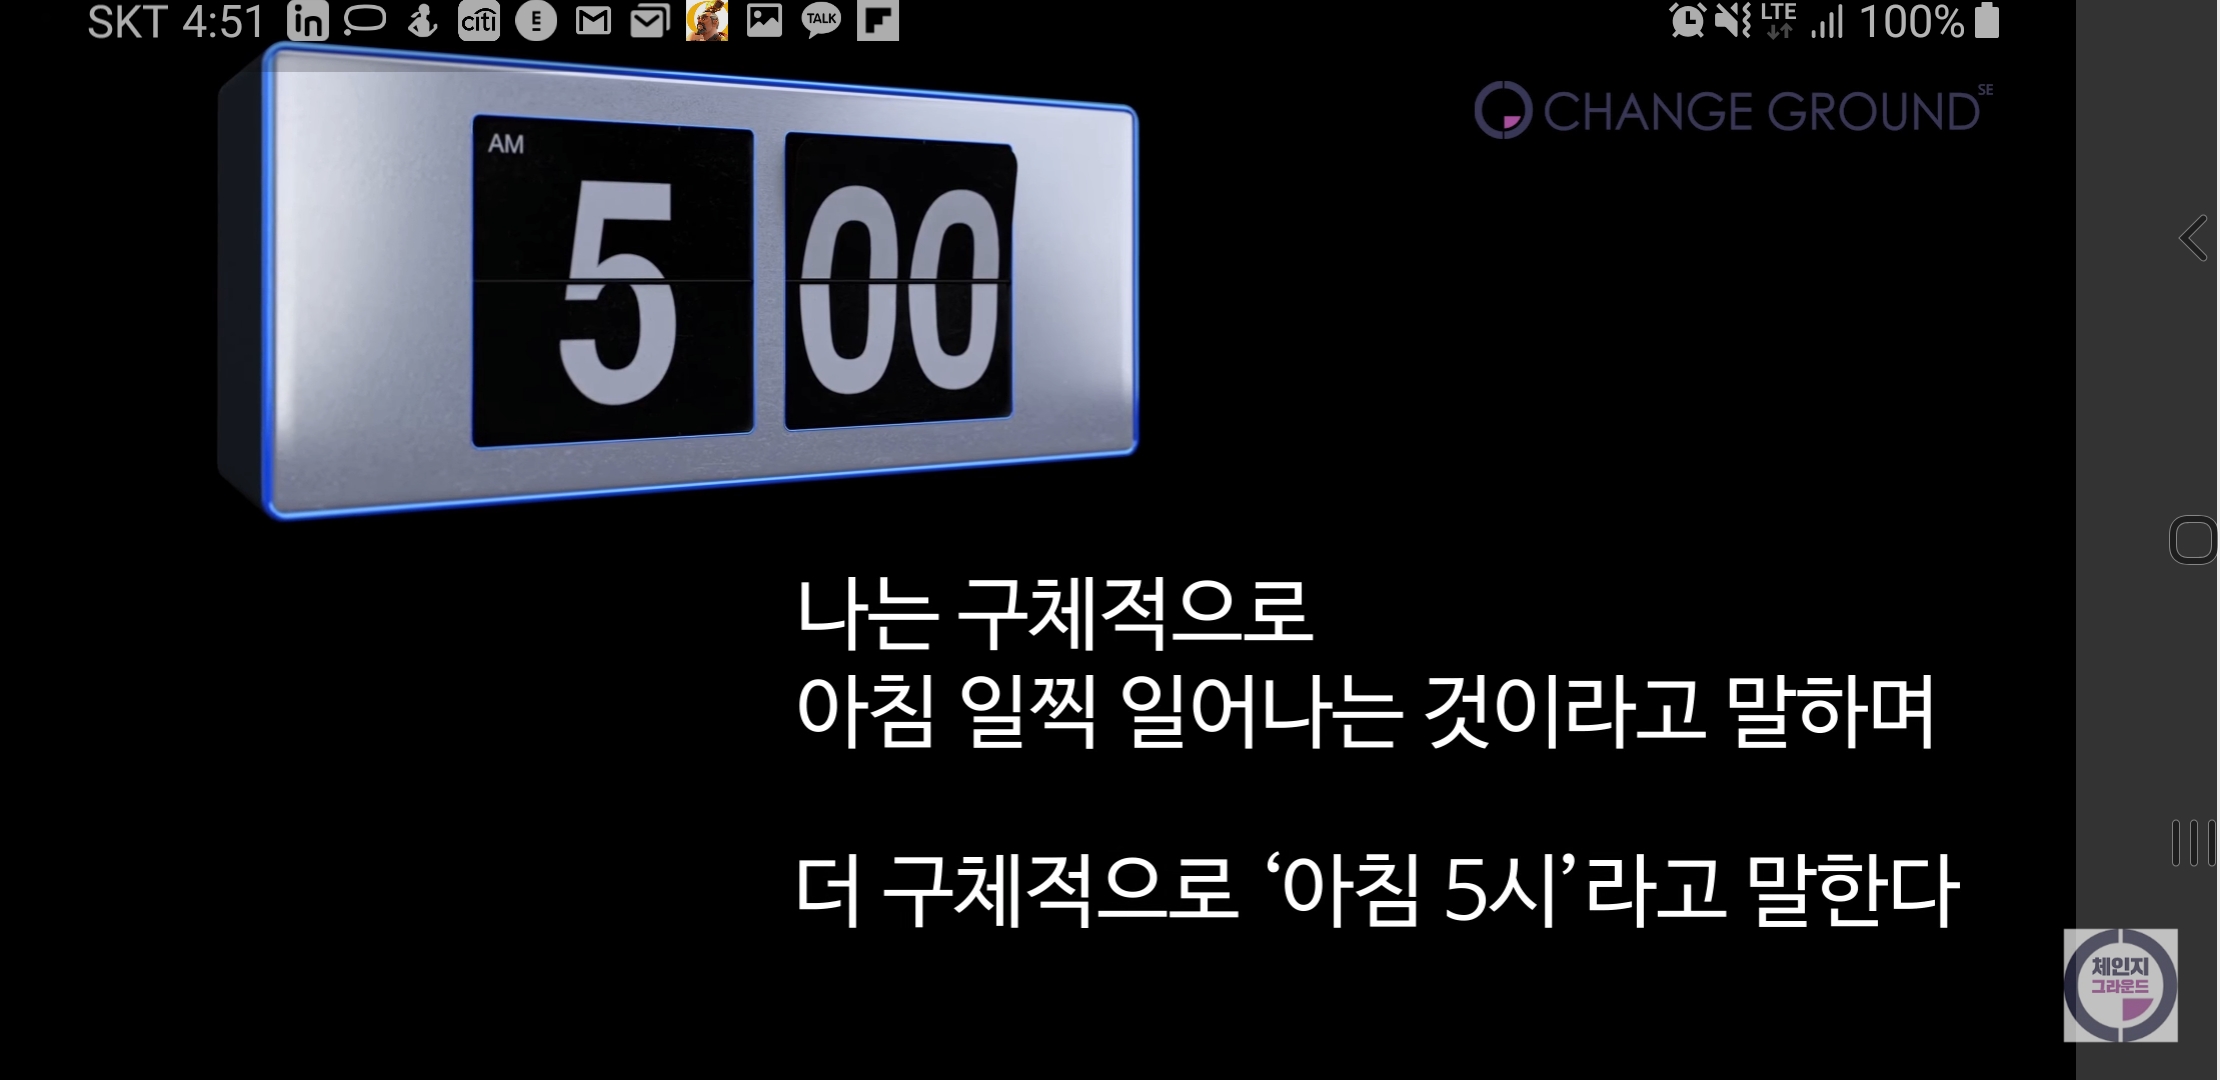 SKT 4:51 in citi E TALK LTE 100%
CHANGE GROUND SE
AM
5 00
나는 구체적으로
아침 일찍 일어나는 것이라고 말하며
더 구체적으로 ‘아침 5시’라고 말한다
체인지
그라운드